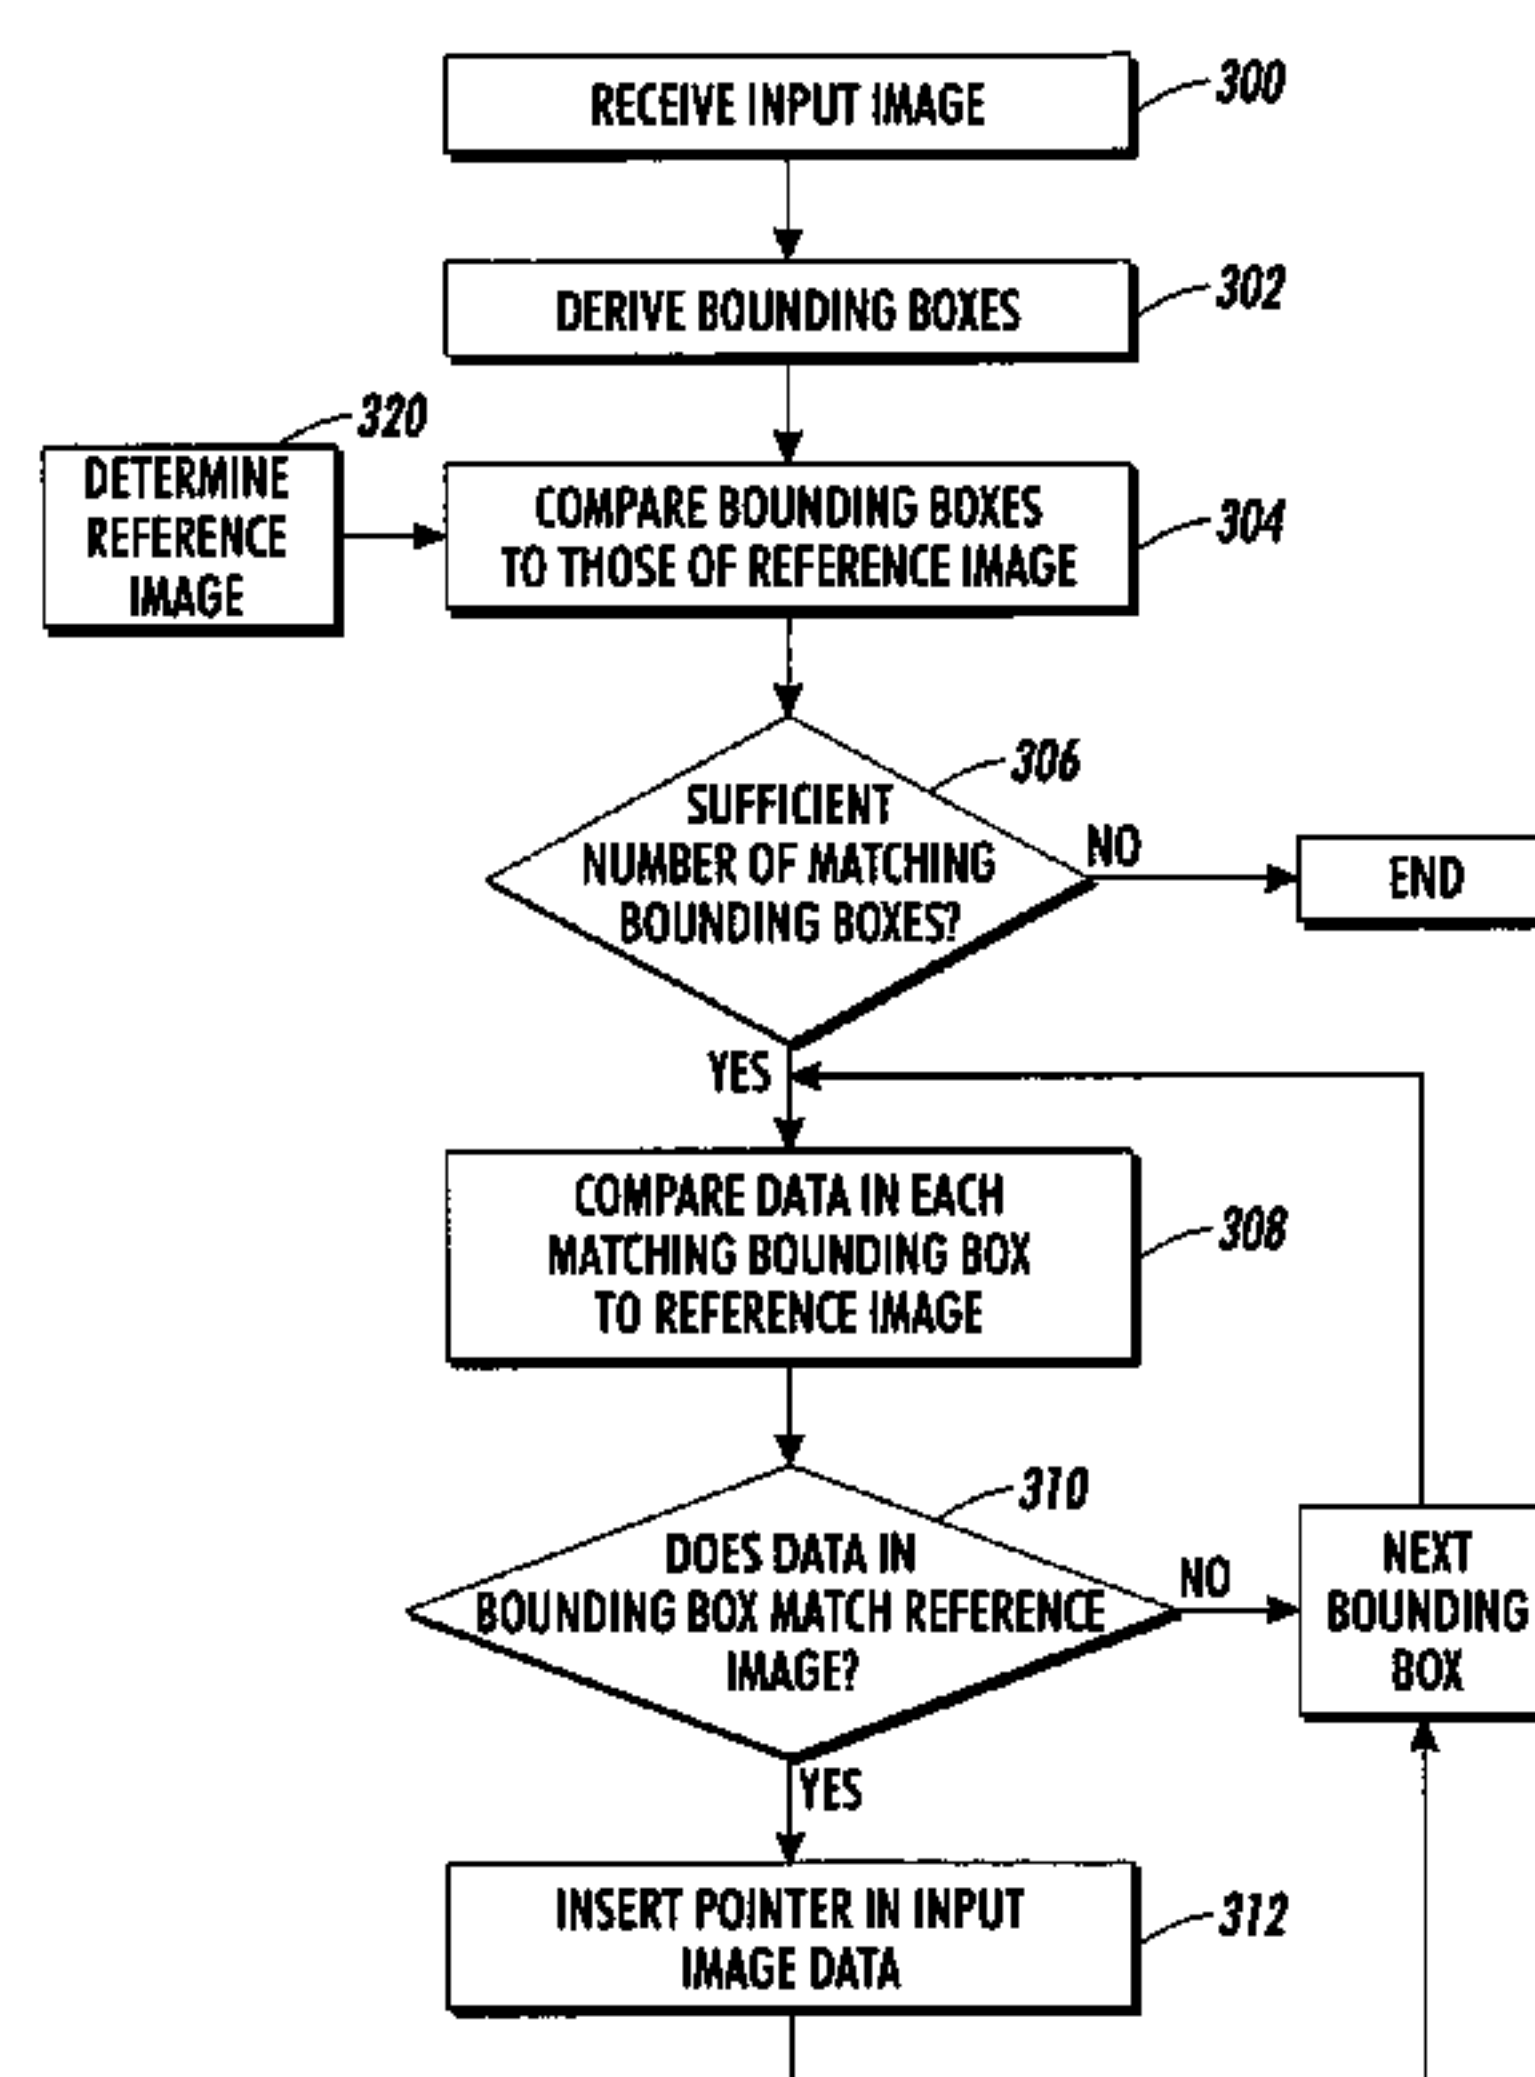 RECEIVE INPUT IMAGE
300
DERIVE BOUNDING BOXES
302
320
DETERMINE
REFERENCE
IMAGE
COMPARE BOUNDING BOXES
TO THOSE OF REFERENCE IMAGE
304
306
SUFFICIENT
NUMBER OF MATCHING
BOUNDING BOXES?
NO
END
YES
COMPARE DATA IN EACH
MATCHING BOUNDING BOX
TO REFERENCE IMAGE
308
310
DOES DATA IN
BOUNDING BOX MATCH REFERENCE
IMAGE?
NO
NEXT
BOUNDING
BOX
YES
INSERT POINTER IN INPUT
IMAGE DATA
312